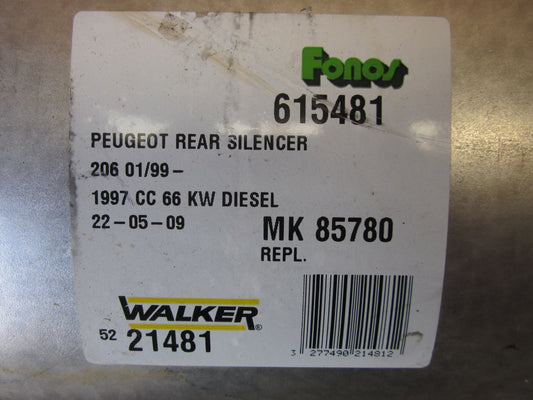 Fonos
615481
PEUGEOT REAR SILENCER
206 01/99–
1997 CC 66 KW DIESEL
22–05–09
MK 85780
REPL.
WALKER®
52 21481
3 277490 214812